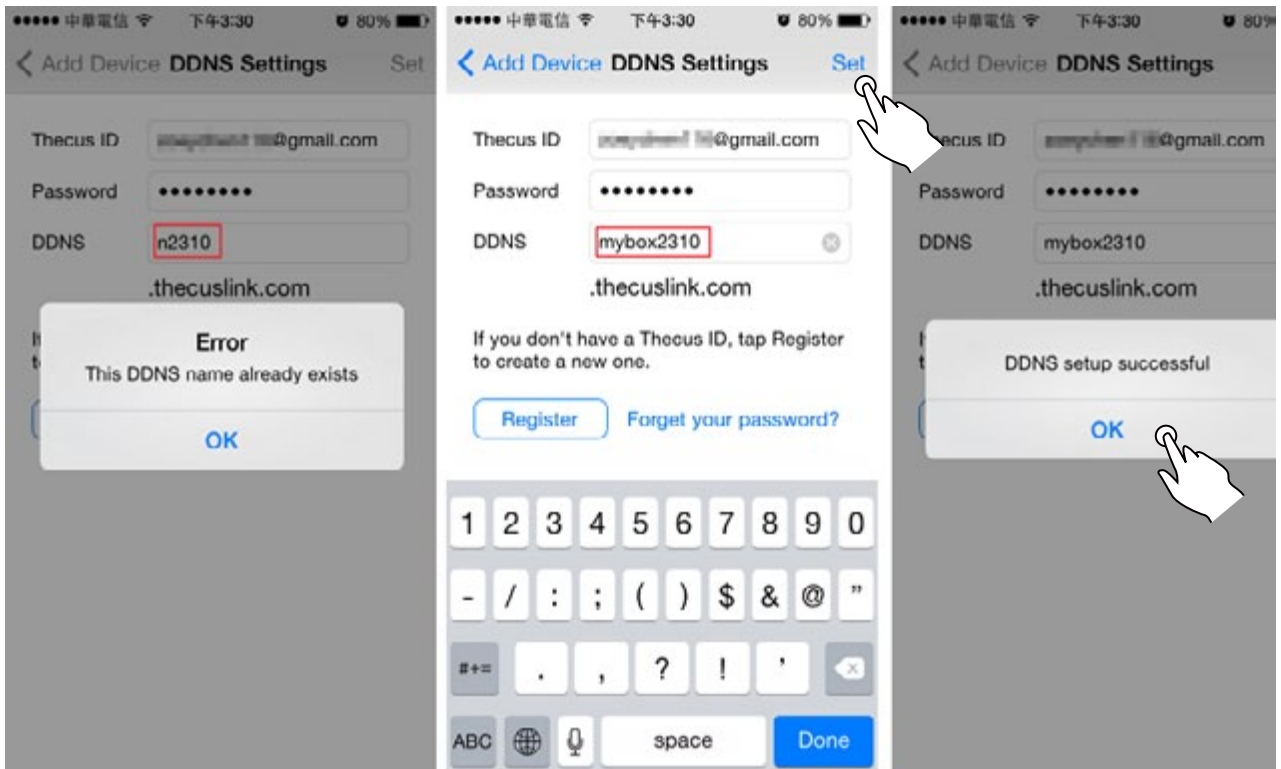 中華電信 下午3:30 80%
Add Device DDNS Settings Set
Thecus ID @gmail.com
Password ••••••••
DDNS n2310
.thecuslink.com
Error
This DDNS name already exists
OK
中華電信 下午3:30 80%
Add Device DDNS Settings Set
Thecus ID @gmail.com
Password ••••••••
DDNS mybox2310
.thecuslink.com
If you don't have a Thecus ID, tap Register
to create a new one.
Register Forget your password?
1 2 3 4 5 6 7 8 9 0
- / : ; ( ) $ & @ "
#+= . , ? ! '
ABC space Done
中華電信 下午3:30 80%
Add Device DDNS Settings
ecus ID @gmail.com
Password ••••••••
DDNS mybox2310
.thecuslink.com
DDNS setup successful
OK